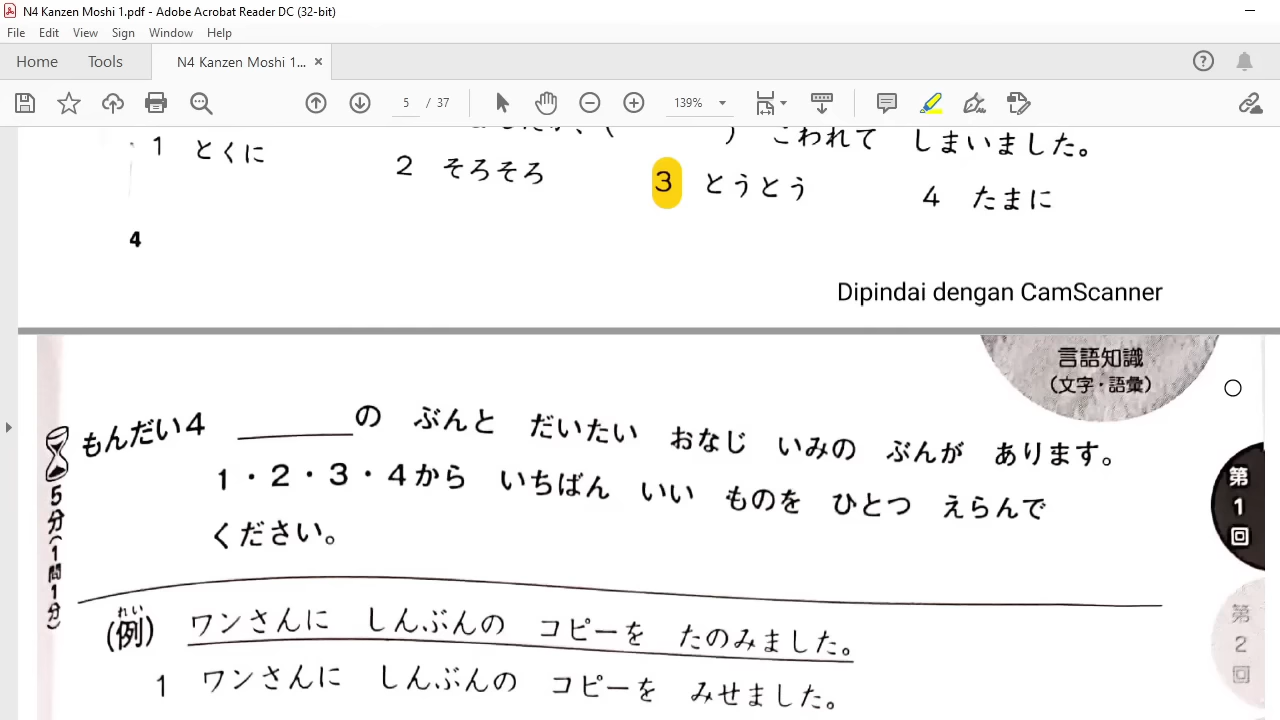 N4 Kanzen Moshi 1.pdf - Adobe Acrobat Reader DC (32-bit)
File Edit View Sign Window Help
Home Tools N4 Kanzen Moshi 1... ×
5 / 37 139%
) こわれて しまいました。
1 とくに 2 そろそろ 3 とうとう 4 たまに
4
Dipindai dengan CamScanner
言語知識
(文字・語彙)
もんだい4 ______の ぶんと だいたい おなじ いみの ぶんが あります。
1・2・3・4から いちばん いい ものを ひとつ えらんで
ください。
5分(1問1分)
第1回
第2回
(例) ワンさんに しんぶんの コピーを たのみました。
れい
1 ワンさんに しんぶんの コピーを みせました。